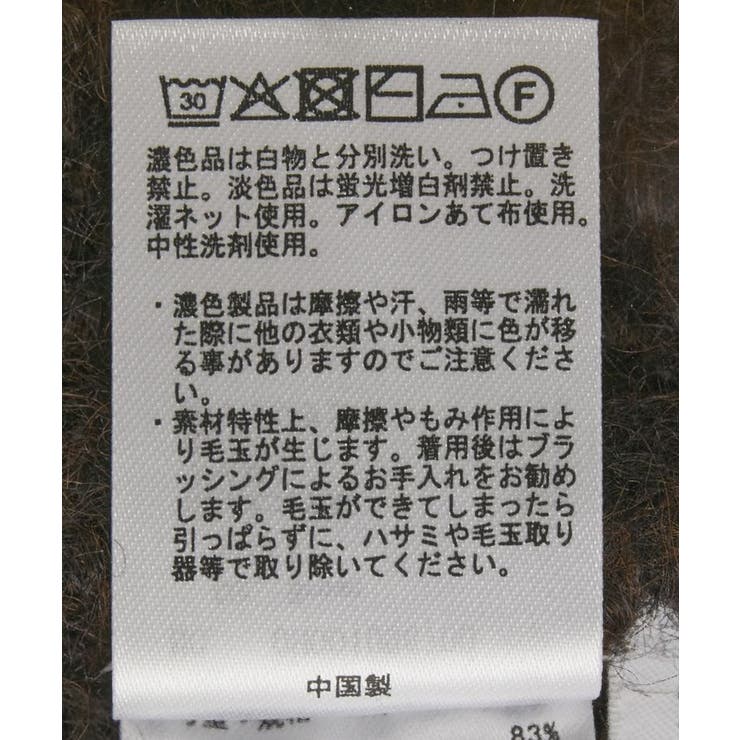 30 F
濃色品は白物と分別洗い。つけ置き
禁止。淡色品は蛍光増白剤禁止。洗
濯ネット使用。アイロンあて布使用。
中性洗剤使用。
・濃色製品は摩擦や汗、雨等で濡れ
た際に他の衣類や小物類に色が移
る事がありますのでご注意くださ
い。
・素材特性上、摩擦やもみ作用によ
り毛玉が生じます。着用後はブラ
ッシングによるお手入れをお勧め
します。毛玉ができてしまったら
引っぱらずに、ハサミや毛玉取り
器等で取り除いてください。
中国製
83%